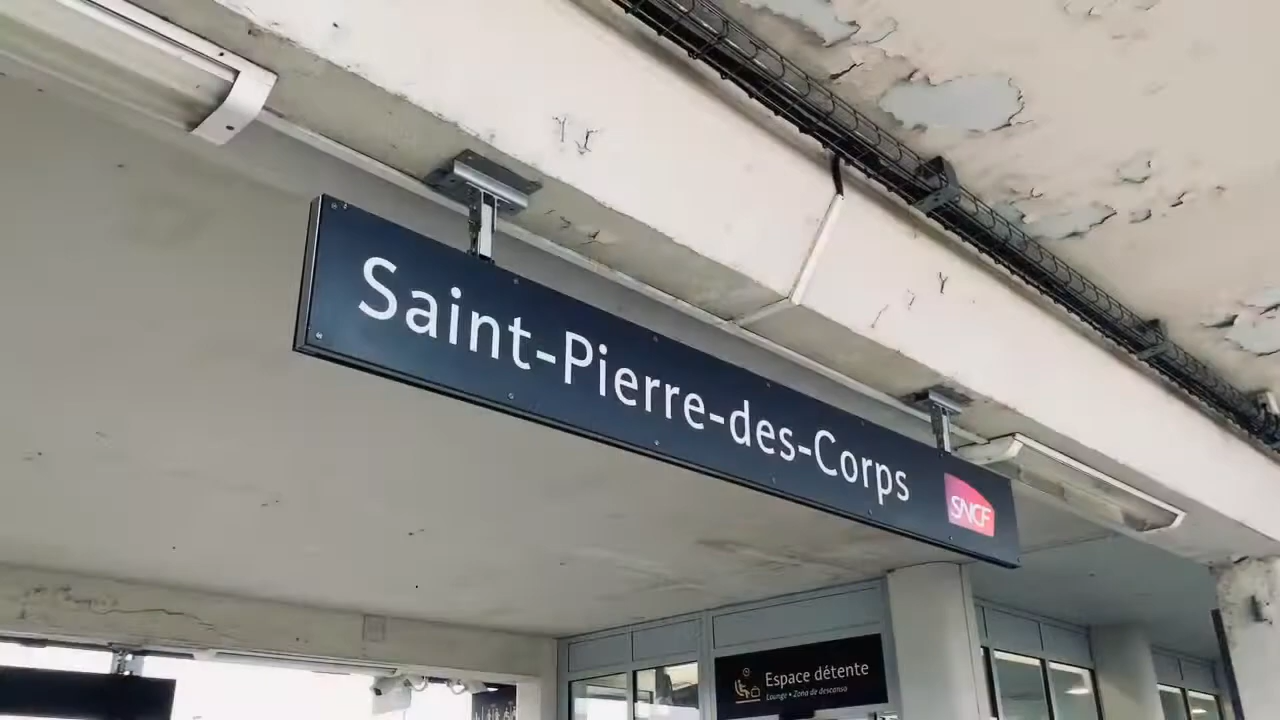 Saint-Pierre-des-Corps
SNCF
Espace détente
Lounge • Zona de descanso